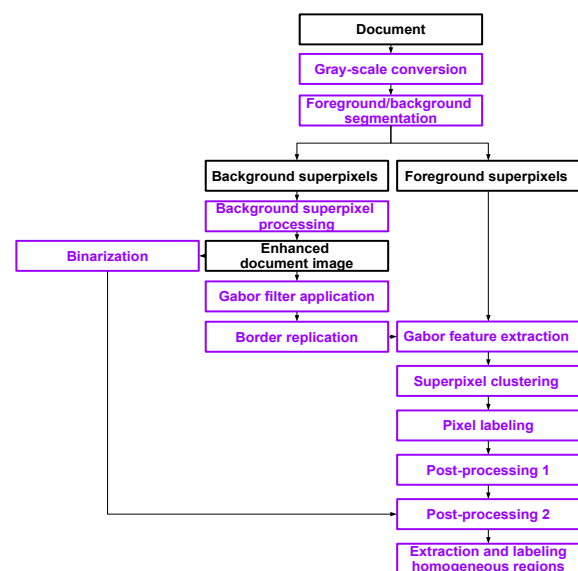 Document
Gray-scale conversion
Foreground/background
segmentation
Background superpixels
Foreground superpixels
Background superpixel
processing
Binarization
Enhanced
document image
Gabor filter application
Border replication
Gabor feature extraction
Superpixel clustering
Pixel labeling
Post-processing 1
Post-processing 2
Extraction and labeling
homogeneous regions